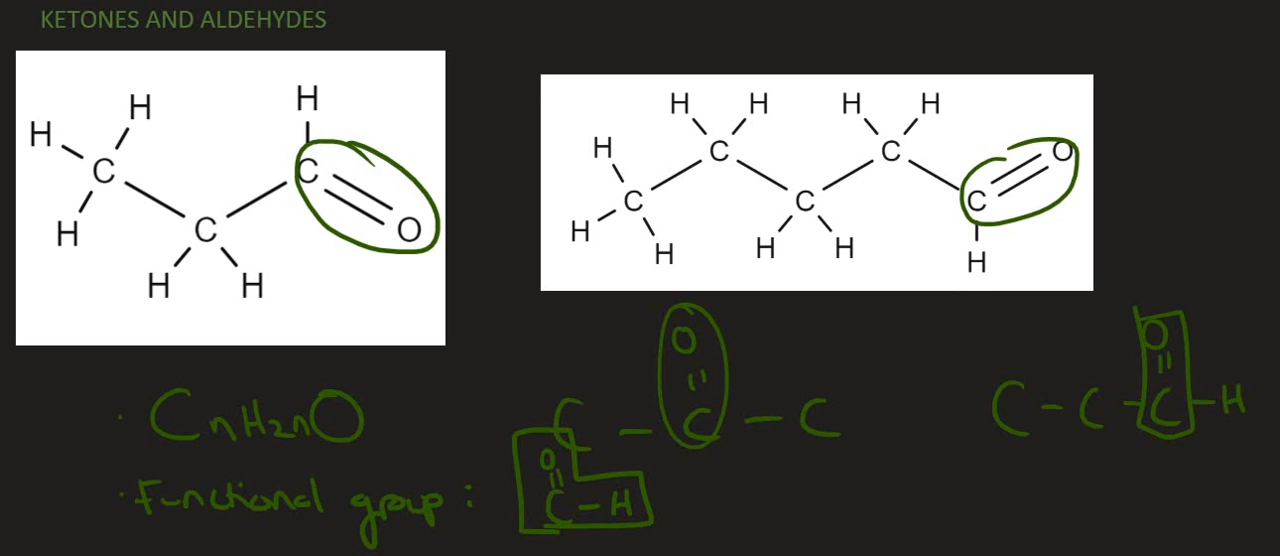 KETONES AND ALDEHYDES
H H H
C C O
H C
H H
H H H H
H C C O
C C C
H H H H H
O O
· CnH2nO C - C - C C - C - C - H
· Functional group : O
C - H